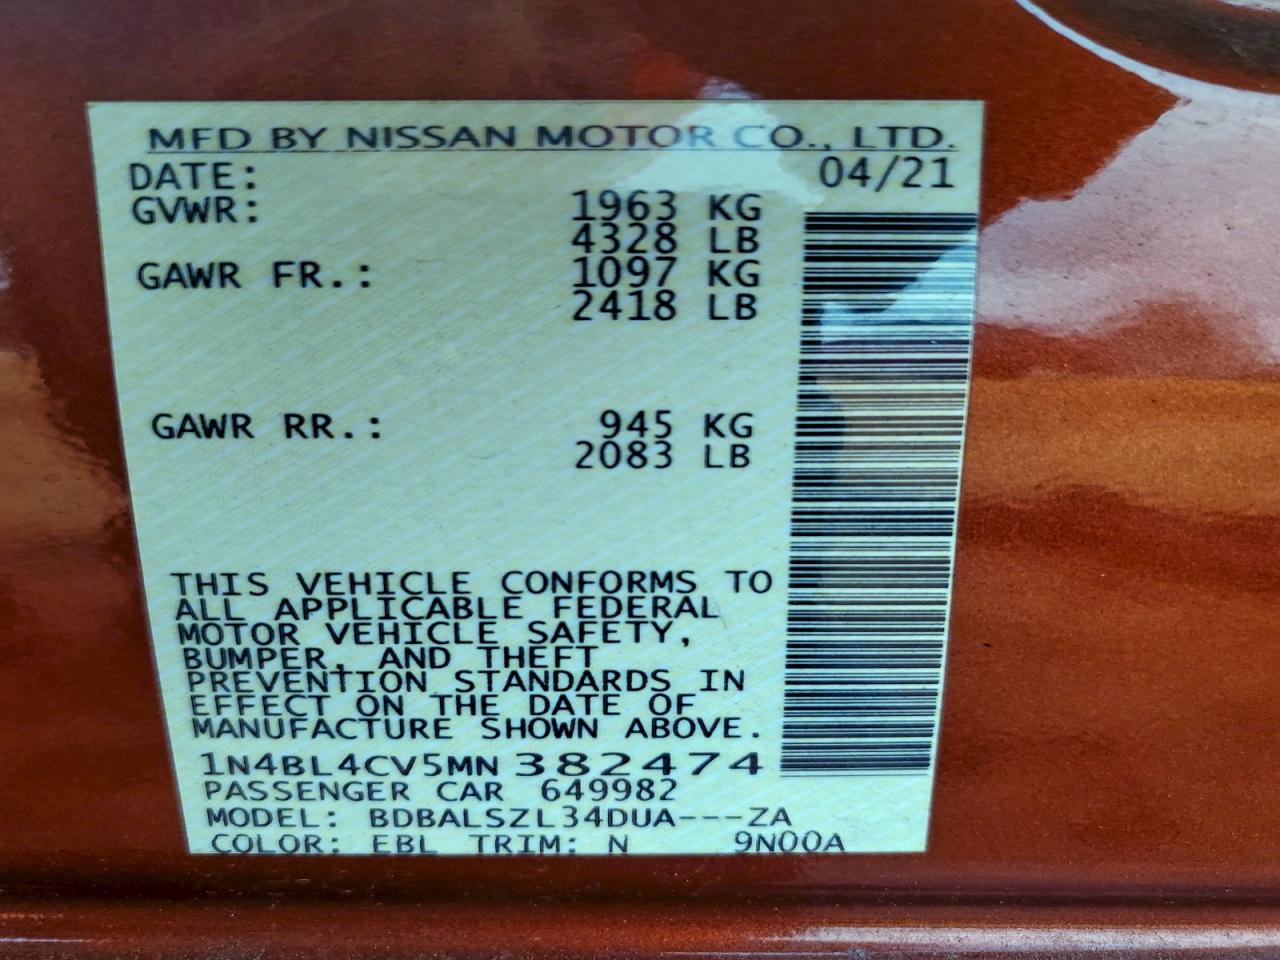 MFD BY NISSAN MOTOR CO., LTD.
DATE: 04/21
GVWR: 1963 KG
4328 LB
GAWR FR.: 1097 KG
2418 LB
GAWR RR.: 945 KG
2083 LB
THIS VEHICLE CONFORMS TO
ALL APPLICABLE FEDERAL
MOTOR VEHICLE SAFETY,
BUMPER, AND THEFT
PREVENTION STANDARDS IN
EFFECT ON THE DATE OF
MANUFACTURE SHOWN ABOVE.
1N4BL4CV5MN382474
PASSENGER CAR 649982
MODEL: BDBALSZL34DUA---ZA
COLOR: EBL TRIM: N 9N00A